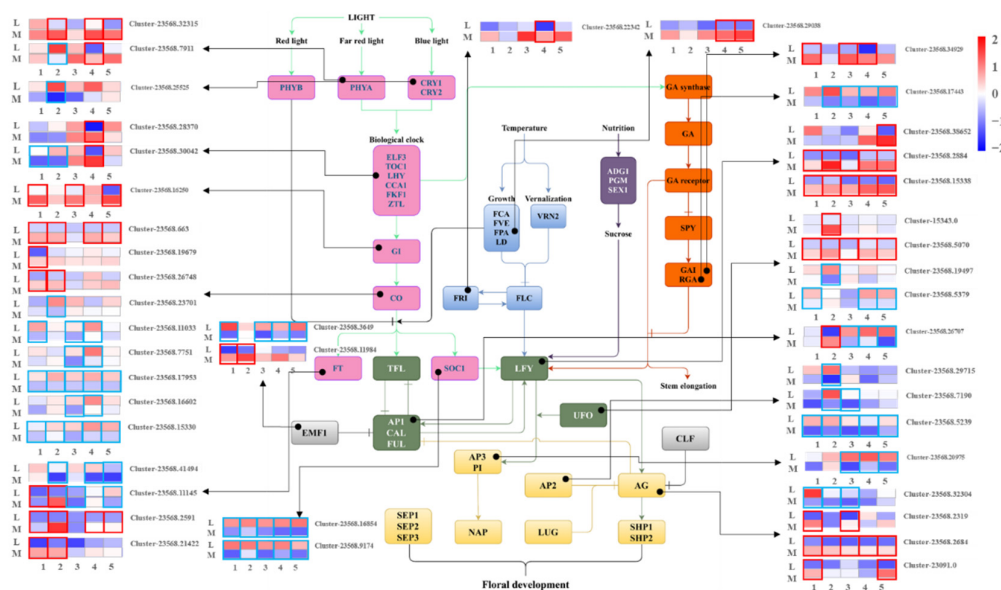 LIGHT
Red light
Far red light
Blue light
PHYB
PHYA
CRY1
CRY2
Biological clock
ELF3
TOC1
LHY
CCA1
FKF1
ZTL
GI
CO
FT
TFL
SOC1
LFY
EMF1
AP1
CAL
FUL
Temperature
Growth
Vernalization
FCA
FVE
FPA
LD
VRN2
FRI
FLC
Nutrition
ADG1
PGM
SEX1
Sucrose
GA synthase
GA
GA receptor
SPY
GAI
RGA
Stem elongation
UFO
CLF
AP3
PI
AP2
AG
NAP
LUG
SHP1
SHP2
SEP1
SEP2
SEP3
Floral development
L
M
1 2 3 4 5
Cluster-23568.32315
Cluster-23568.7911
Cluster-23568.25525
Cluster-23568.28370
Cluster-23568.30042
Cluster-23568.16250
Cluster-23568.663
Cluster-23568.19679
Cluster-23568.26748
Cluster-23568.23701
Cluster-23568.11033
Cluster-23568.7751
Cluster-23568.17953
Cluster-23568.16602
Cluster-23568.15330
Cluster-23568.41494
Cluster-23568.11145
Cluster-23568.2591
Cluster-23568.21422
Cluster-23568.3649
Cluster-23568.11984
Cluster-23568.16854
Cluster-23568.9174
Cluster-23568.22342
Cluster-23568.34929
Cluster-23568.17443
Cluster-23568.38652
Cluster-23568.2884
Cluster-23568.15338
Cluster-15343.0
Cluster-23568.5070
Cluster-23568.19497
Cluster-23568.5379
Cluster-23568.26707
Cluster-23568.29715
Cluster-23568.7190
Cluster-23568.5239
Cluster-23568.20975
Cluster-23568.32304
Cluster-23568.2319
Cluster-23568.2684
Cluster-23091.0
2
1
0
−1
−2